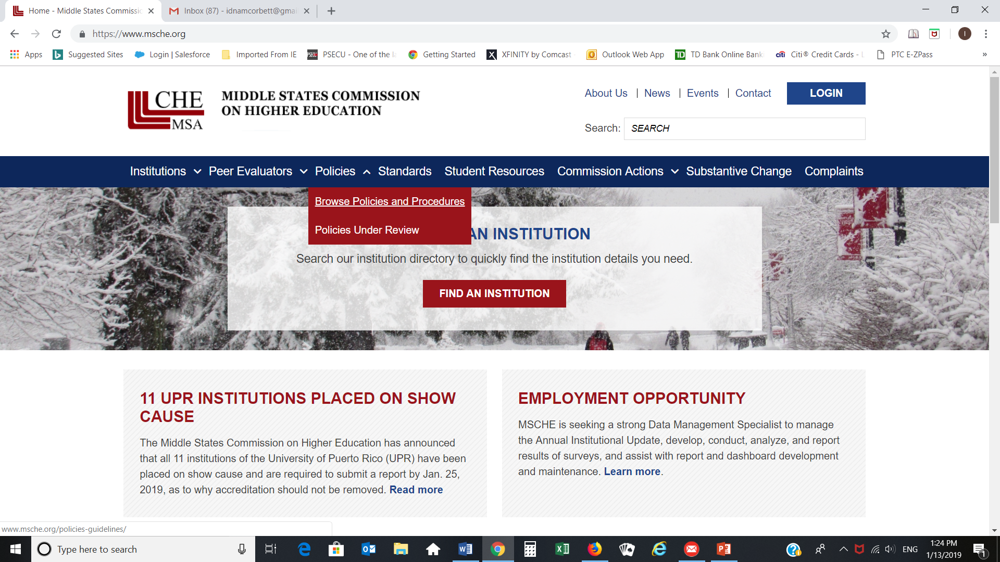 Home - Middle States Commissic
Inbox (87) - idnamcorbett@gmai
https://www.msche.org
I
Apps
Suggested Sites
Login | Salesforce
Imported From IE
PSECU - One of the la
Getting Started
XFINITY by Comcast
Outlook Web App
TD Bank Online Bank
Citi® Credit Cards - L
PTC E-ZPass
»
CHE
MSA
MIDDLE STATES COMMISSION
ON HIGHER EDUCATION
About Us | News | Events | Contact
LOGIN
Search: SEARCH
Institutions Peer Evaluators Policies Standards Student Resources Commission Actions Substantive Change Complaints
Browse Policies and Procedures
Policies Under Review
AN INSTITUTION
Search our institution directory to quickly find the institution details you need.
FIND AN INSTITUTION
11 UPR INSTITUTIONS PLACED ON SHOW
CAUSE
The Middle States Commission on Higher Education has announced
that all 11 institutions of the University of Puerto Rico (UPR) have been
placed on show cause and are required to submit a report by Jan. 25,
2019, as to why accreditation should not be removed. Read more
EMPLOYMENT OPPORTUNITY
MSCHE is seeking a strong Data Management Specialist to manage
the Annual Institutional Update, develop, conduct, analyze, and report
results of surveys, and assist with report and dashboard development
and maintenance. Learn more.
www.msche.org/policies-guidelines/
Type here to search
ENG
1:24 PM
1/13/2019
1